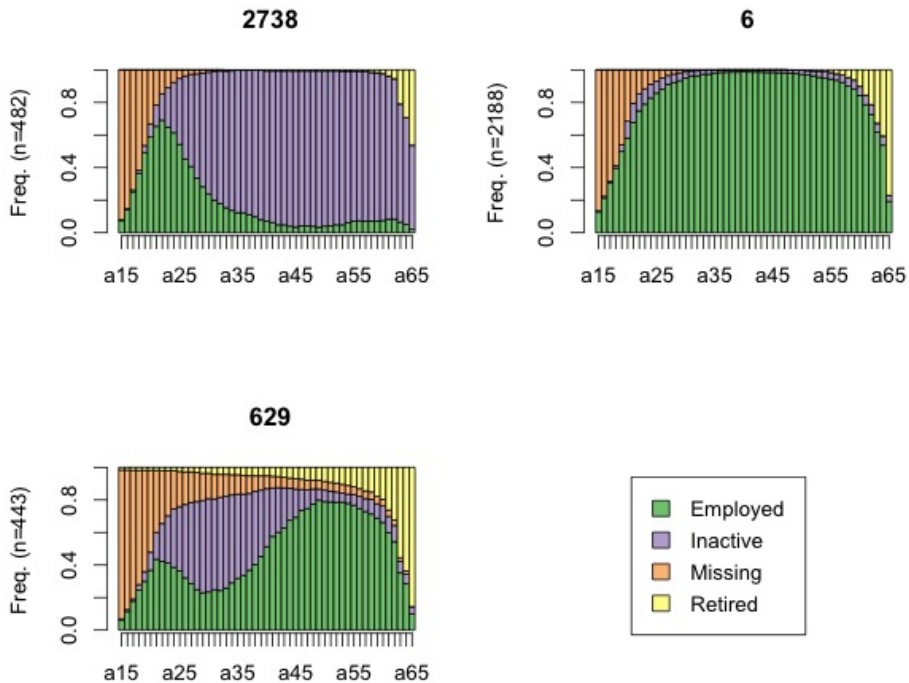 2738
Freq. (n=482)
0.0 0.4 0.8
a15 a25 a35 a45 a55 a65
6
Freq. (n=2188)
0.0 0.4 0.8
a15 a25 a35 a45 a55 a65
629
Freq. (n=443)
0.0 0.4 0.8
a15 a25 a35 a45 a55 a65
Employed
Inactive
Missing
Retired